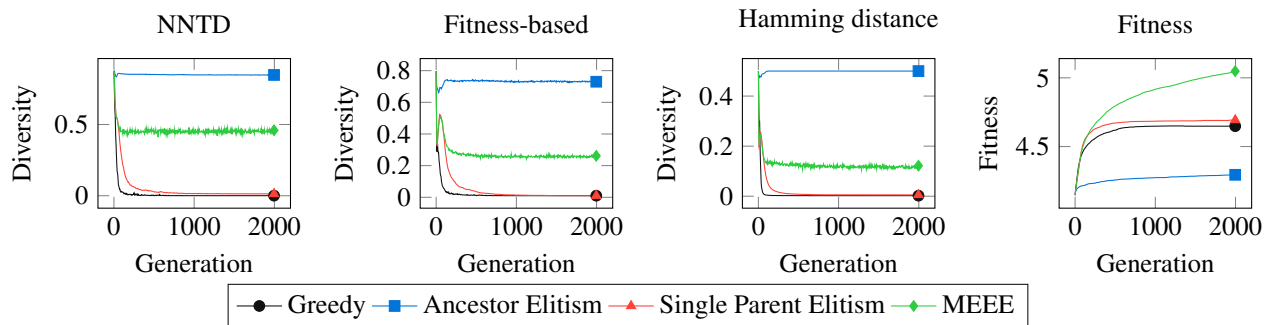 NNTD
Fitness-based
Hamming distance
Fitness
Diversity
0.5
0
0 1000 2000
Generation
Diversity
0.8
0.6
0.4
0.2
0
0 1000 2000
Generation
Diversity
0.4
0.2
0
0 1000 2000
Generation
Fitness
5
4.5
0 1000 2000
Generation
Greedy Ancestor Elitism Single Parent Elitism MEEE